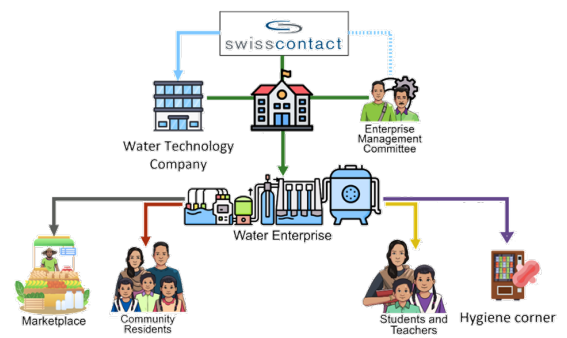 swisscontact
Water Technology
Company
Enterprise
Management
Committee
Water Enterprise
Marketplace
Community
Residents
Students and
Teachers
Hygiene corner